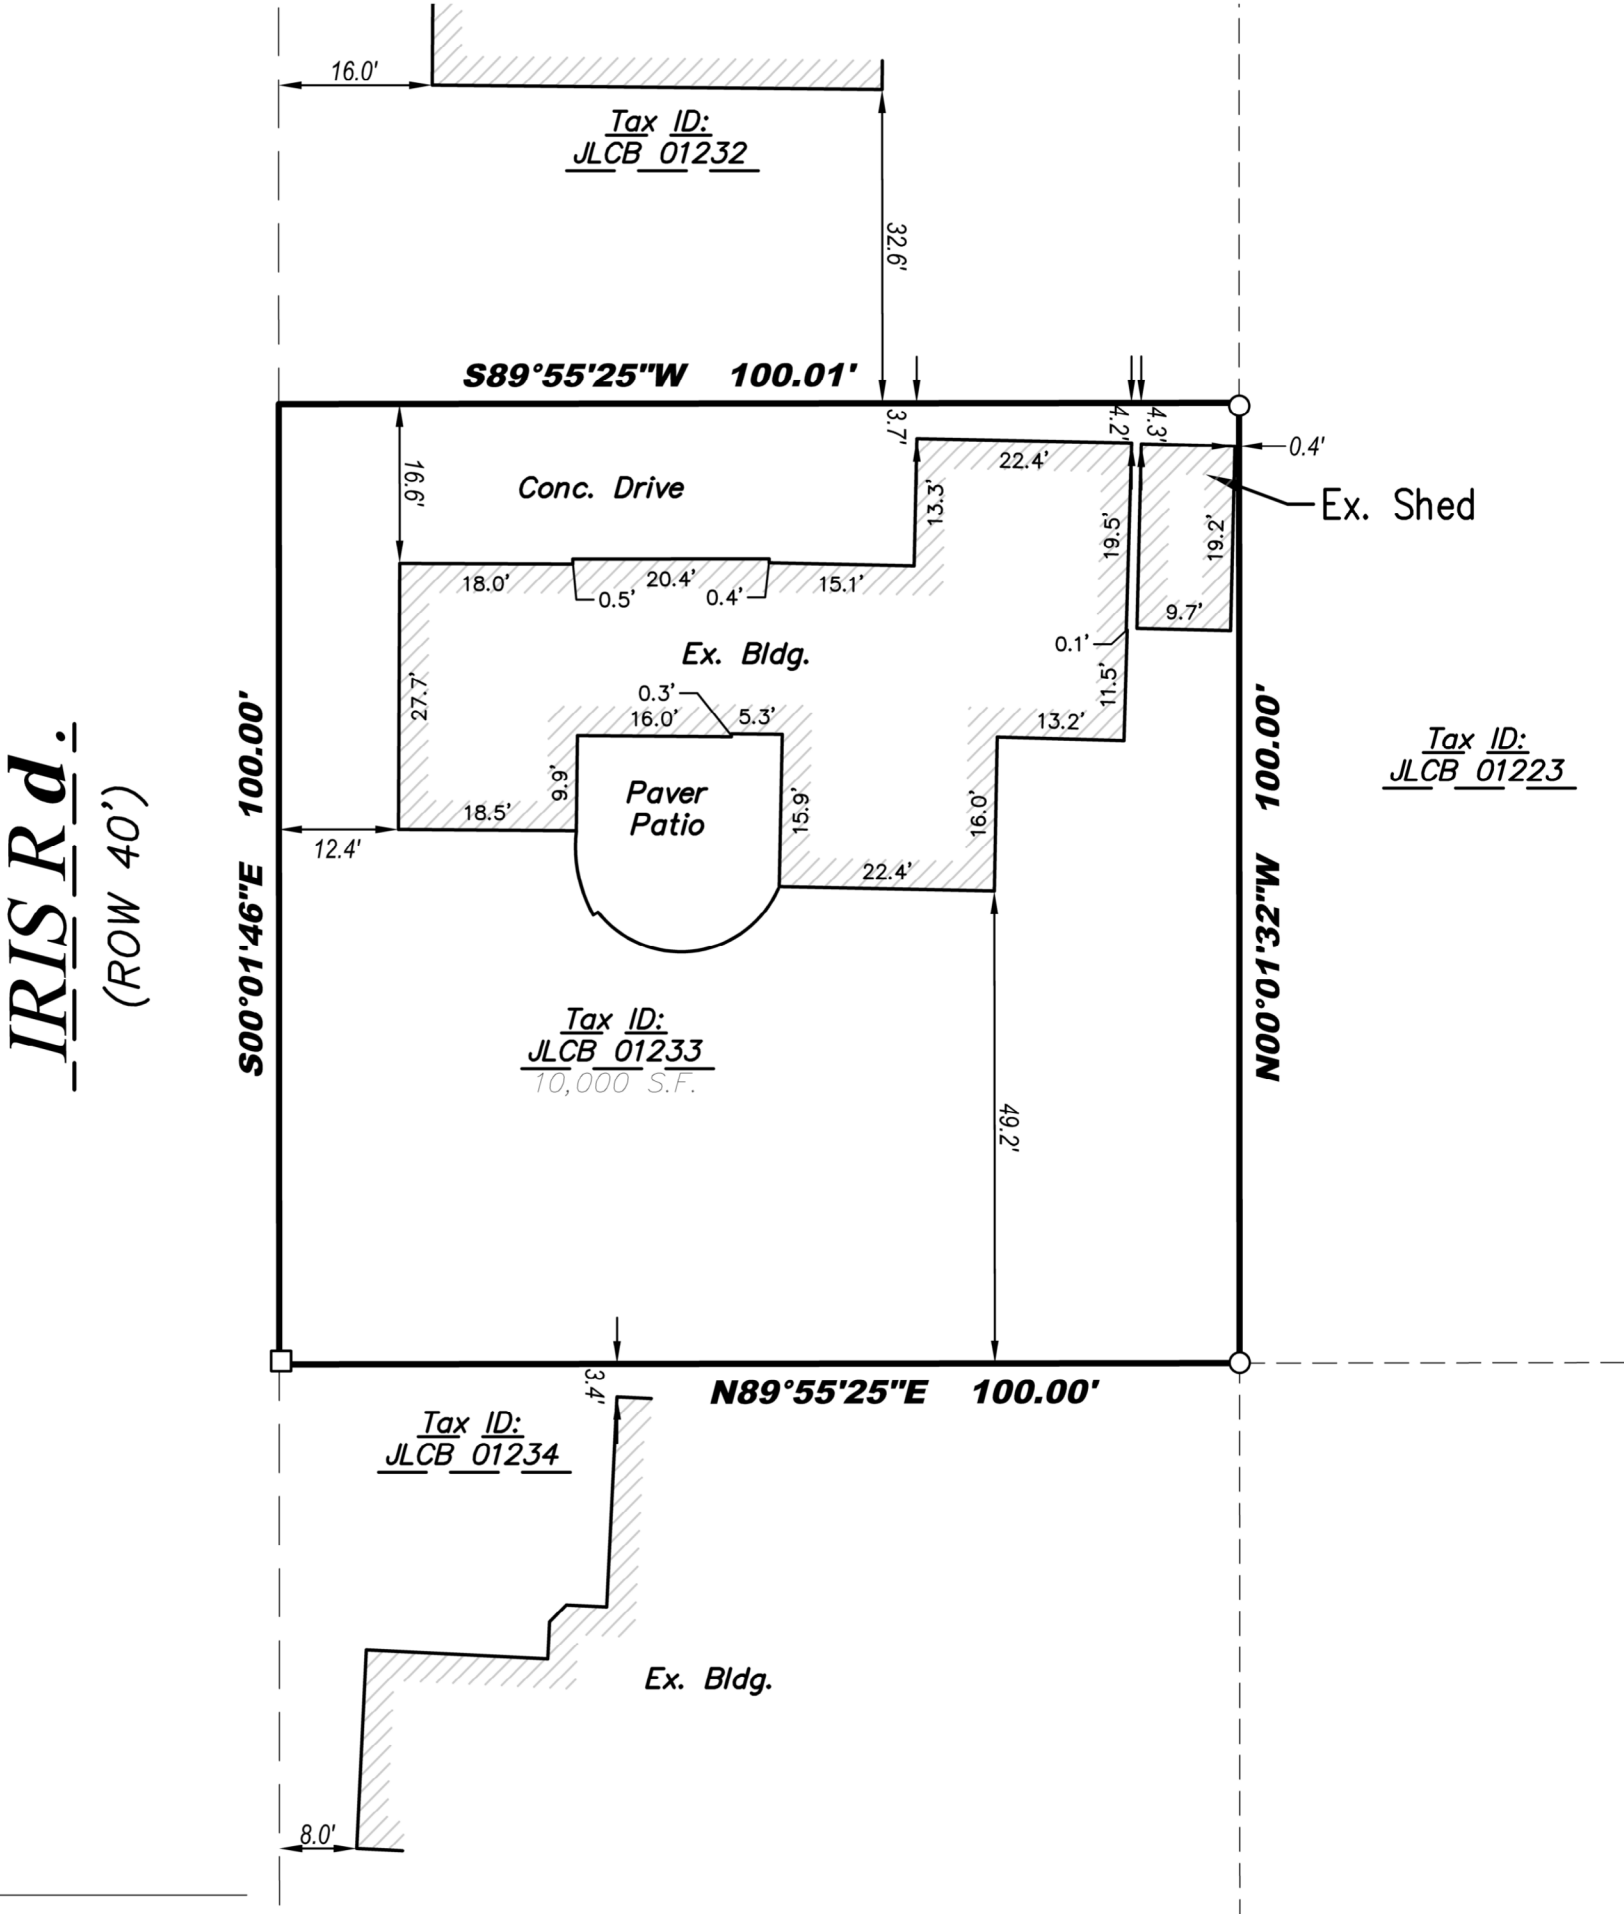 16.0'
Tax ID:
JLCB 01232
32.6'
S89°55'25"W 100.01'
3.7'
4.2'
4.3'
0.4'
16.6'
Conc. Drive
22.4'
13.3'
19.5'
19.2'
Ex. Shed
18.0'
20.4'
15.1'
0.5'
0.4'
9.7'
0.1'
Ex. Bldg.
27.7'
0.3'
16.0'
5.3'
11.5'
13.2'
IRIS Rd.
(ROW 40')
S00°01'46"E 100.00'
N00°01'32"W 100.00'
Tax ID:
JLCB 01223
9.9'
Paver
Patio
15.9'
16.0'
18.5'
12.4'
22.4'
Tax ID:
JLCB 01233
10,000 S.F.
49.2'
3.4'
N89°55'25"E 100.00'
Tax ID:
JLCB 01234
Ex. Bldg.
8.0'